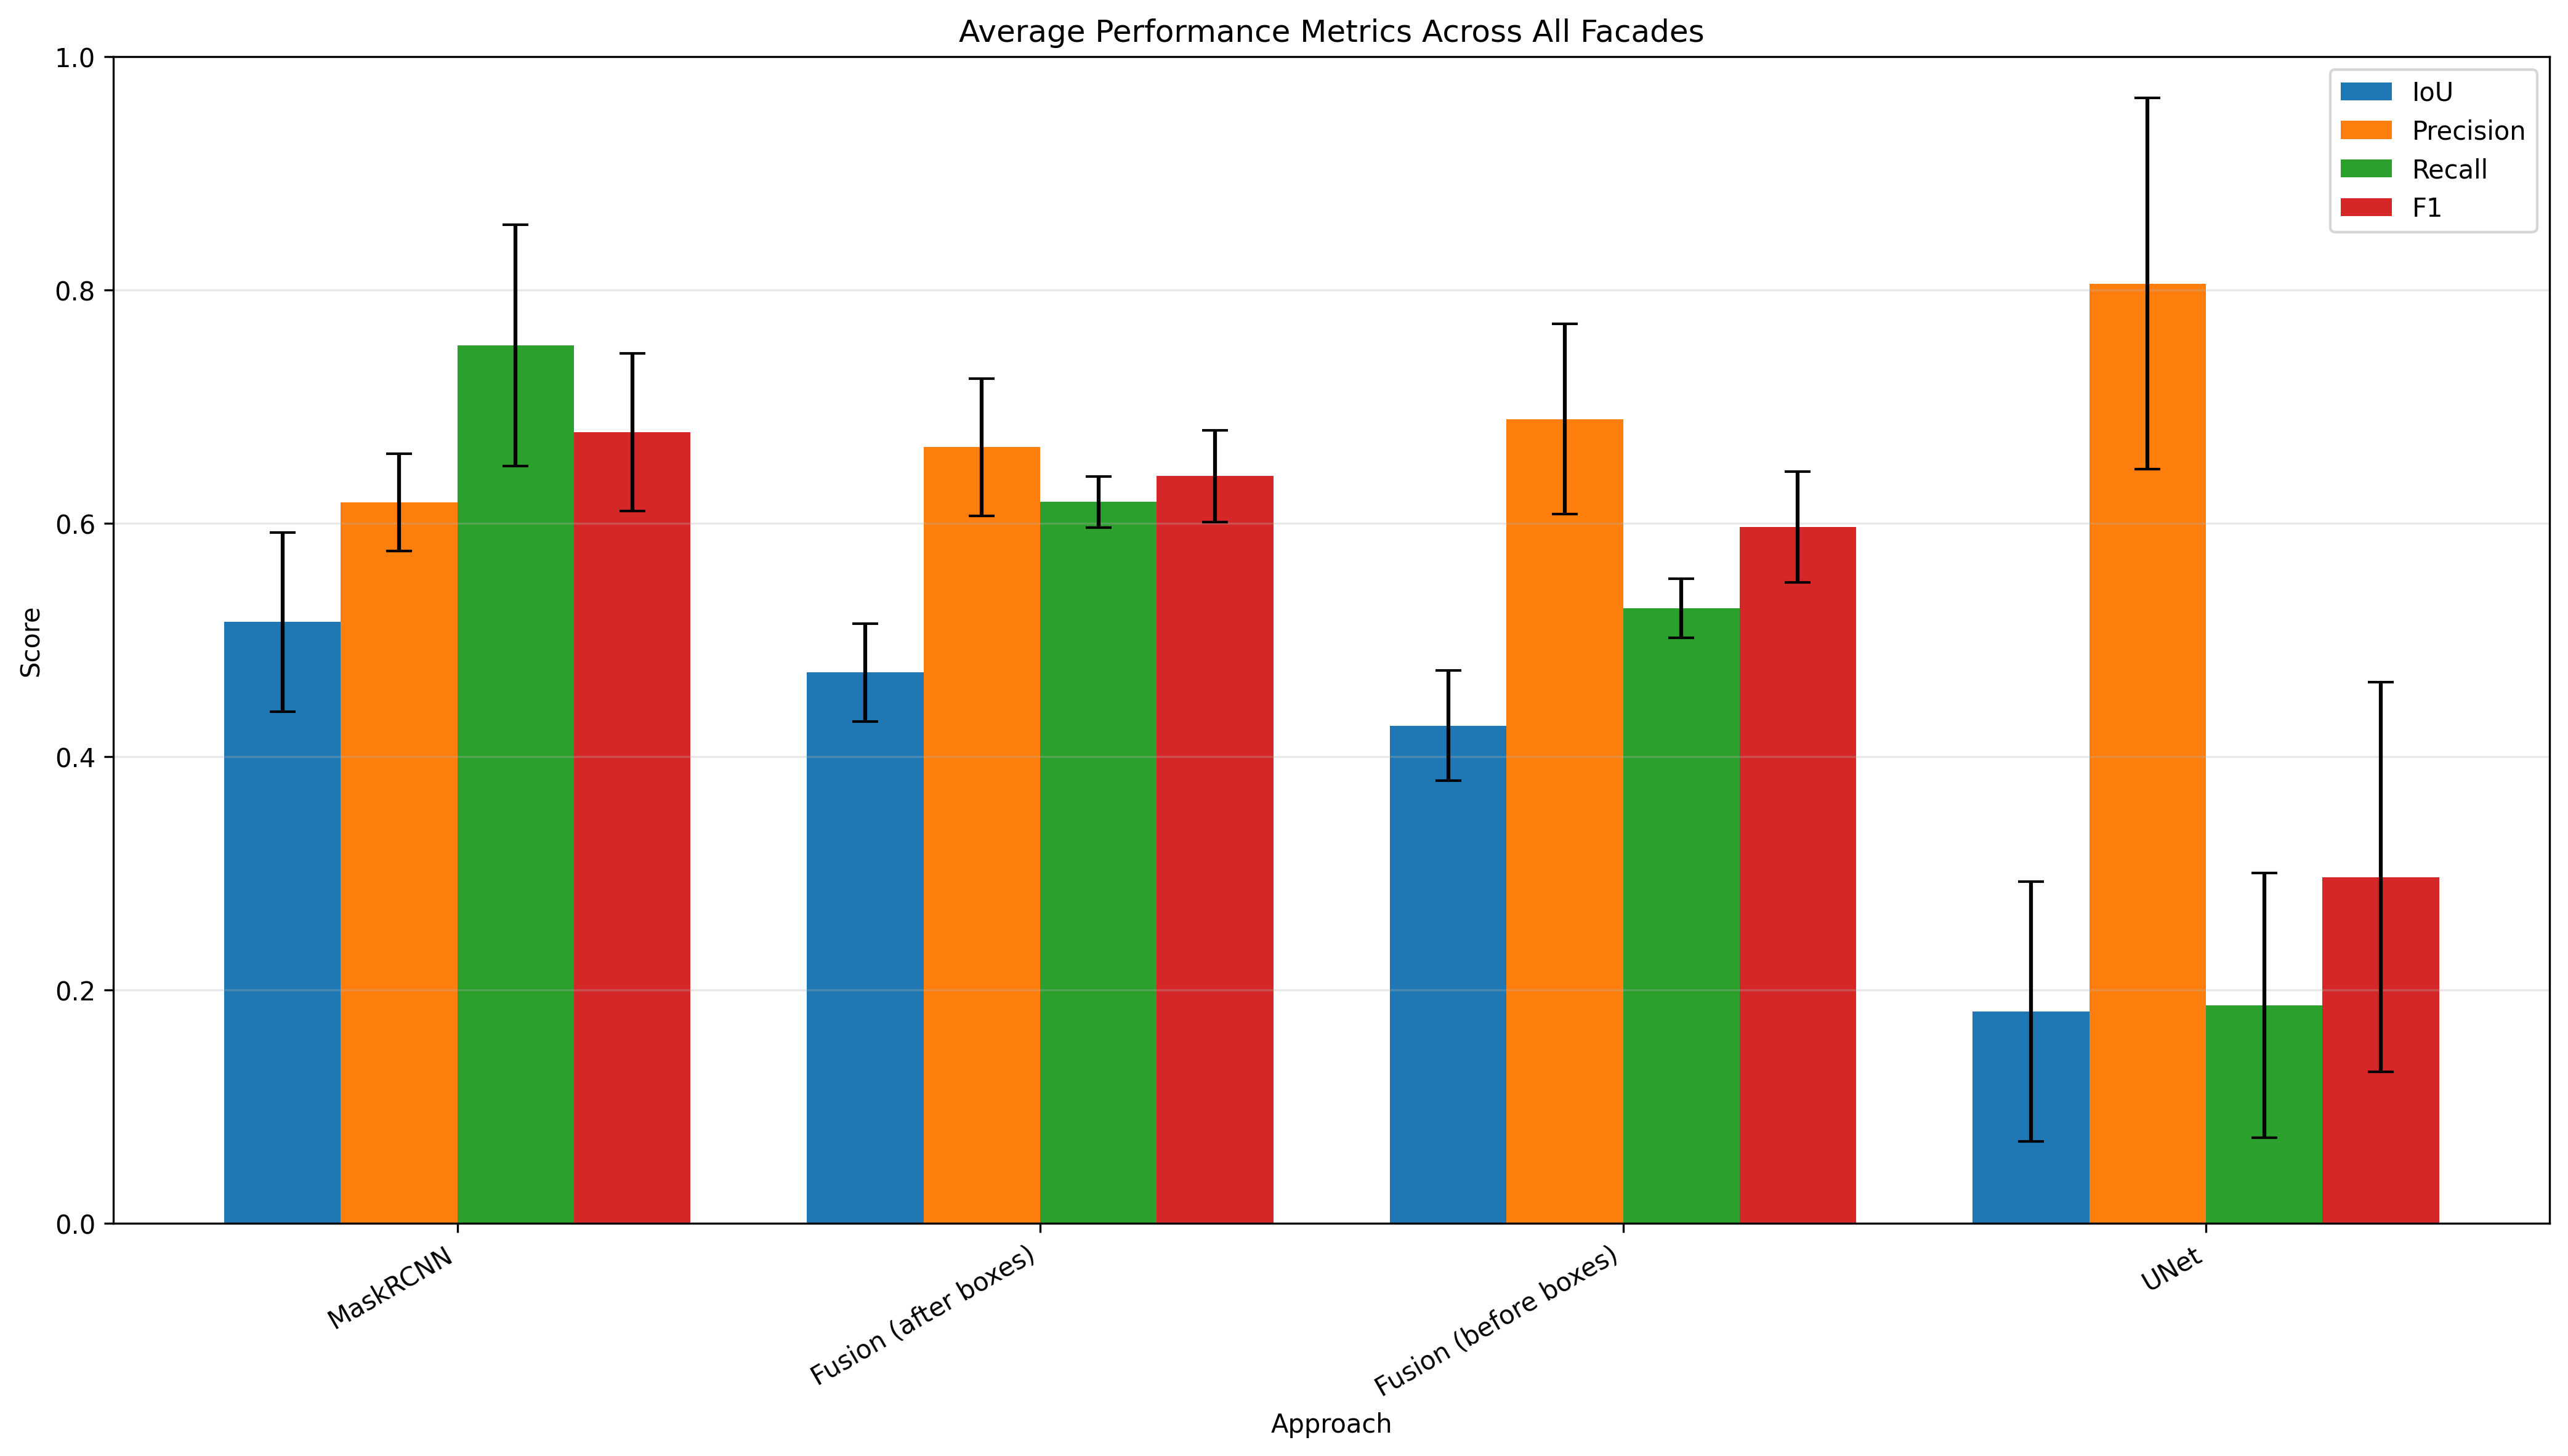 Average Performance Metrics Across All Facades
1.0
0.8
0.6
0.4
0.2
0.0
Score
IoU
Precision
Recall
F1
MaskRCNN
Fusion (after boxes)
Fusion (before boxes)
UNet
Approach